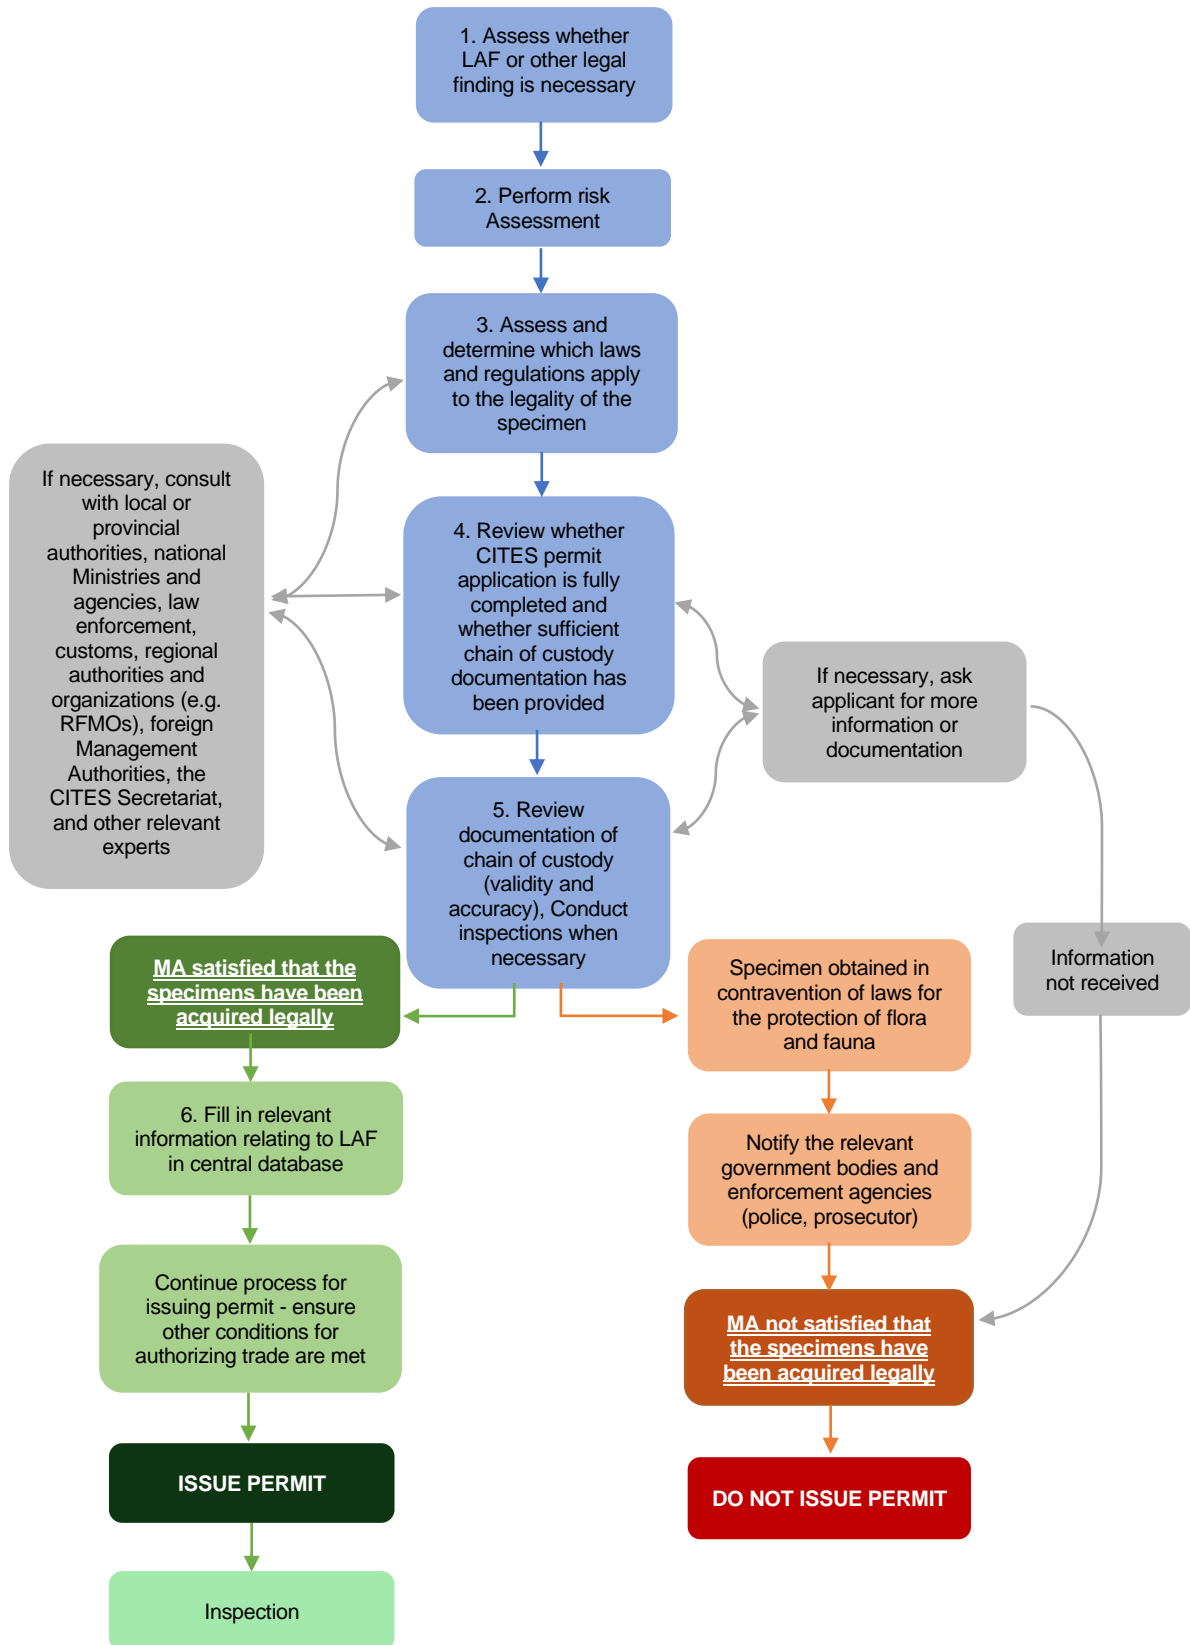 1. Assess whether
LAF or other legal
finding is necessary
2. Perform risk
Assessment
3. Assess and
determine which laws
and regulations apply
to the legality of the
specimen
If necessary, consult
with local or
provincial
authorities, national
Ministries and
agencies, law
enforcement,
customs, regional
authorities and
organizations (e.g.
RFMOs), foreign
Management
Authorities, the
CITES Secretariat,
and other relevant
experts
4. Review whether
CITES permit
application is fully
completed and
whether sufficient
chain of custody
documentation has
been provided
If necessary, ask
applicant for more
information or
documentation
5. Review
documentation of
chain of custody
(validity and
accuracy), Conduct
inspections when
necessary
MA satisfied that the
specimens have been
acquired legally
Specimen obtained in
contravention of laws for
the protection of flora
and fauna
Information
not received
6. Fill in relevant
information relating to LAF
in central database
Notify the relevant
government bodies and
enforcement agencies
(police, prosecutor)
Continue process for
issuing permit - ensure
other conditions for
authorizing trade are met
MA not satisfied that
the specimens have
been acquired legally
ISSUE PERMIT
DO NOT ISSUE PERMIT
Inspection